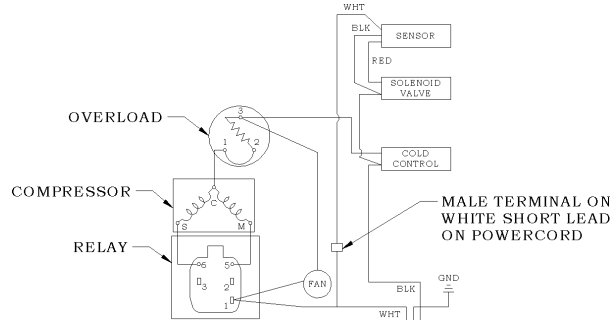 WHT
BLK
SENSOR
RED
SOLENOID
VALVE
OVERLOAD
3
1
2
COLD
CONTROL
COMPRESSOR
C
S
M
MALE TERMINAL ON
WHITE SHORT LEAD
ON POWERCORD
RELAY
6
5
3
2
1
FAN
GND
BLK
WHT